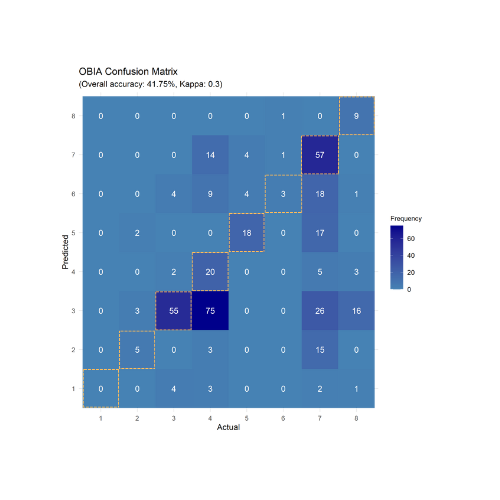 OBIA Confusion Matrix
(Overall accuracy: 41.75%, Kappa: 0.3)
8 0 0 0 0 0 1 0 9
7 0 0 0 14 4 1 57 0
6 0 0 4 9 4 3 18 1
5 0 2 0 0 18 0 17 0
4 0 0 2 20 0 0 5 3
3 0 3 55 75 0 0 26 16
2 0 5 0 3 0 0 15 0
1 0 0 4 3 0 0 2 1
1 2 3 4 5 6 7 8
Actual
Predicted
Frequency
60
40
20
0